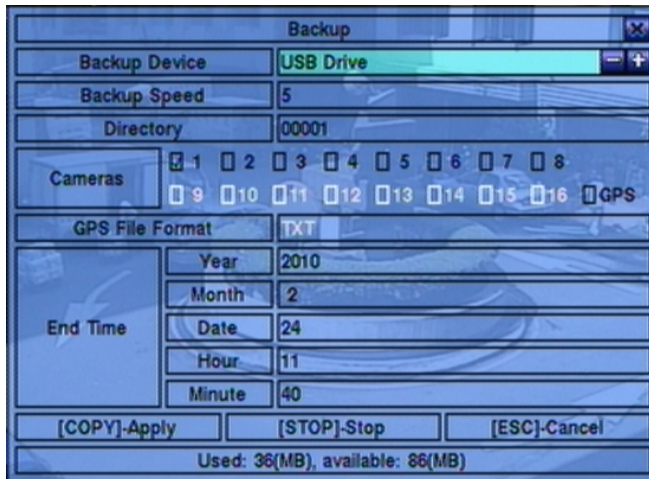 Backup
Backup Device USB Drive
Backup Speed 5
Directory 00001
Cameras
1 2 3 4 5 6 7 8
9 10 11 12 13 14 15 16 GPS
GPS File Format TXT
End Time
Year 2010
Month 2
Date 24
Hour 11
Minute 40
[COPY]-Apply [STOP]-Stop [ESC]-Cancel
Used: 36(MB), available: 86(MB)